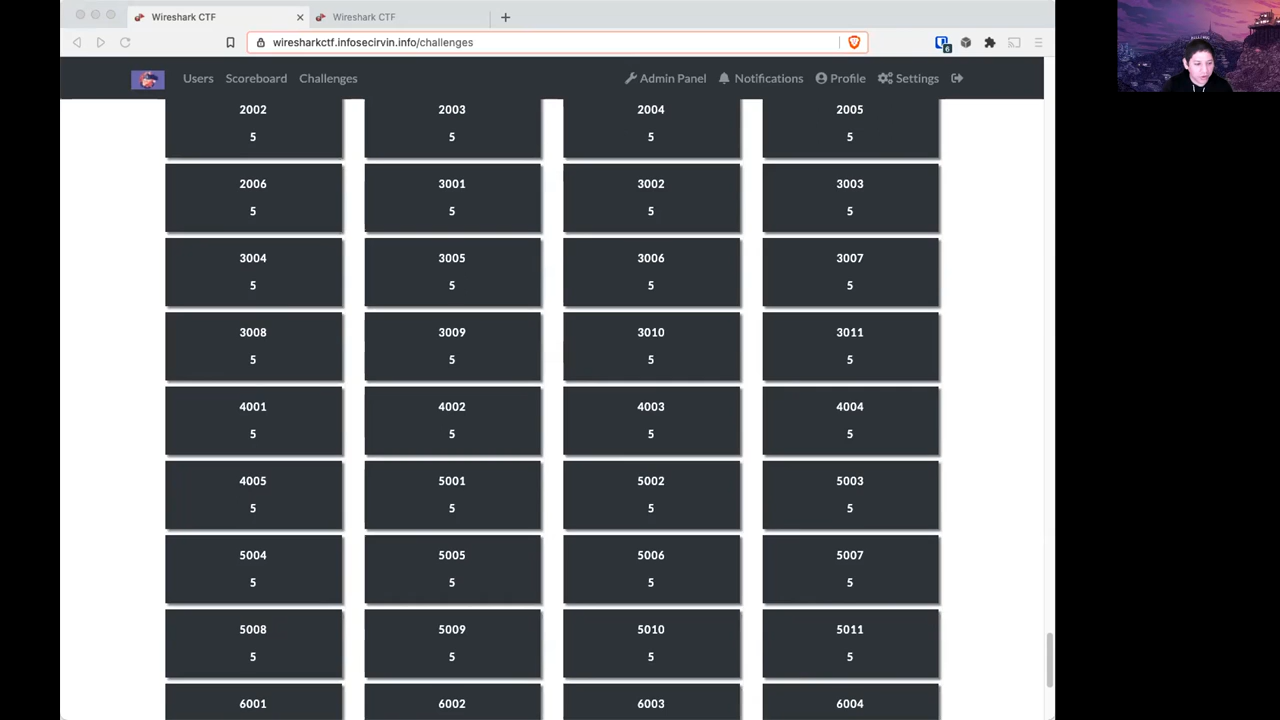 Wireshark CTF
Wireshark CTF
wiresharkctf.infosecirvin.info/challenges
6
Users Scoreboard Challenges Admin Panel Notifications Profile Settings
2002 2003 2004 2005
5 5 5 5
2006 3001 3002 3003
5 5 5 5
3004 3005 3006 3007
5 5 5 5
3008 3009 3010 3011
5 5 5 5
4001 4002 4003 4004
5 5 5 5
4005 5001 5002 5003
5 5 5 5
5004 5005 5006 5007
5 5 5 5
5008 5009 5010 5011
5 5 5 5
6001 6002 6003 6004